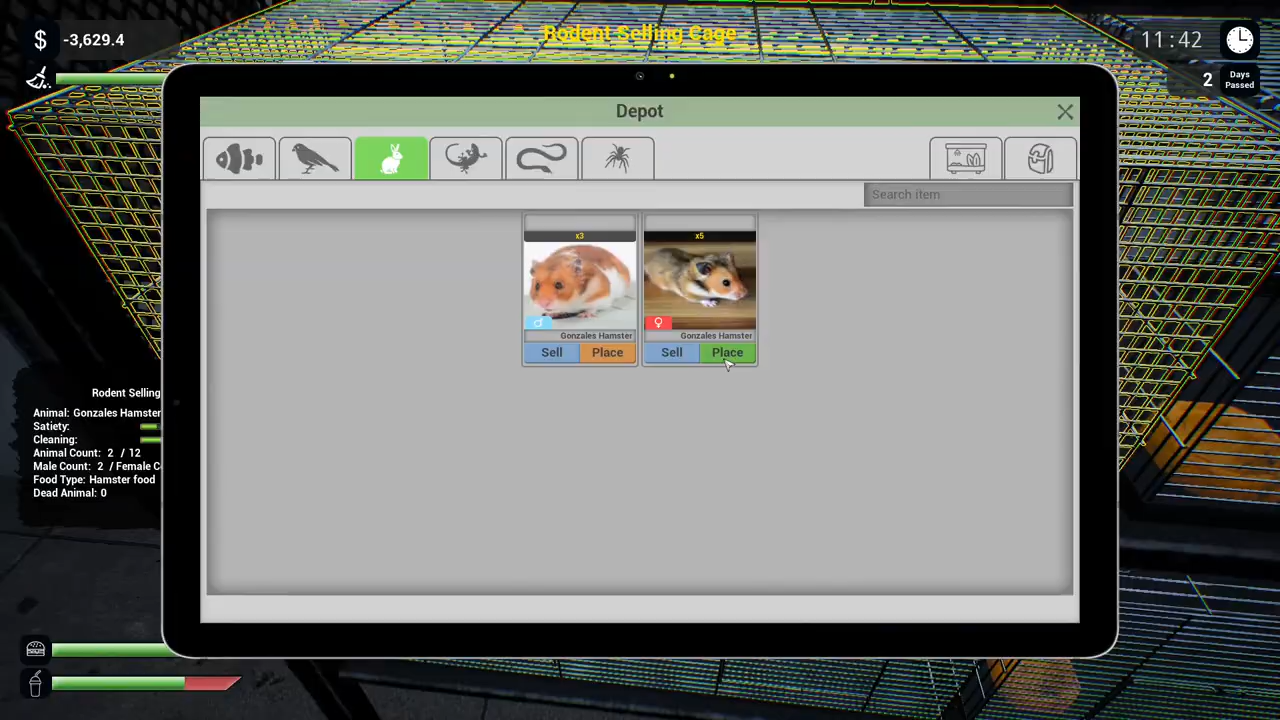 $ -3,629.4
Rodent Selling Cage
11:42
2 Days Passed
Depot
Search item
x3
x5
♂
♀
Gonzales Hamster
Gonzales Hamster
Sell Place
Sell Place
Rodent Selling
Animal: Gonzales Hamster
Satiety:
Cleaning:
Animal Count: 2 / 12
Male Count: 2 / Female C
Food Type: Hamster food
Dead Animal: 0